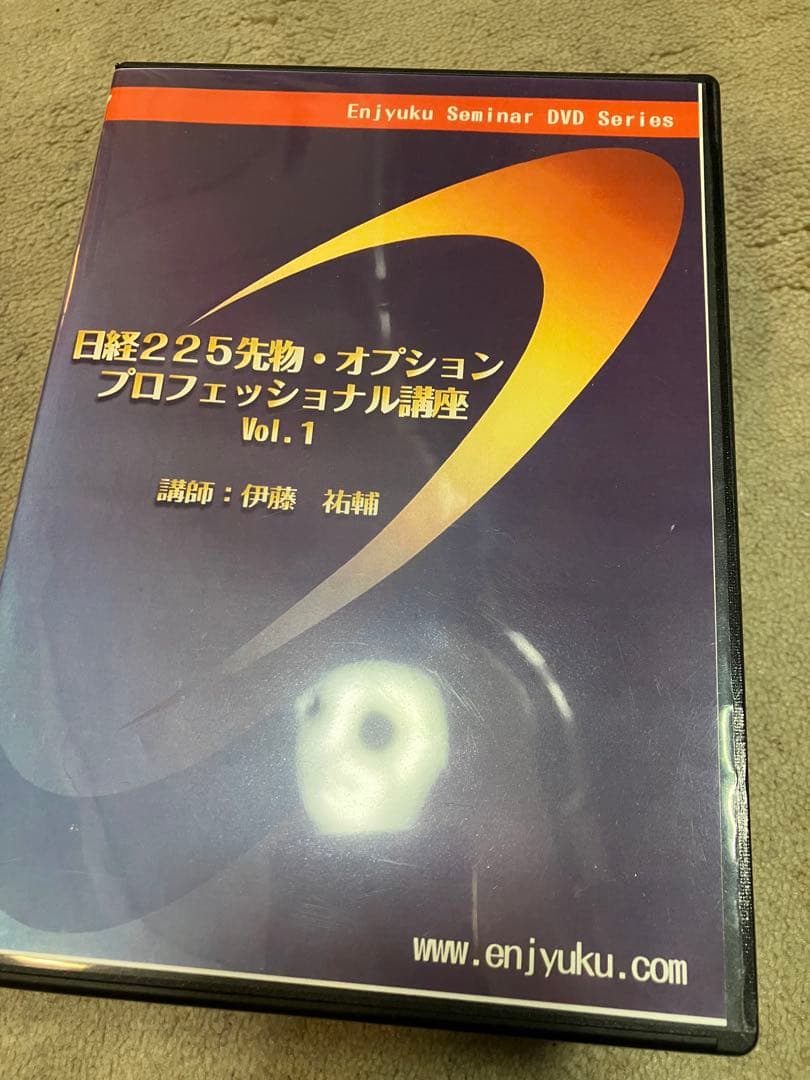 Enjyuku Seminar DVD Series
日経２２５先物・オプション
プロフェッショナル講座
Vol.1
講師：伊藤　祐輔
www.enjyuku.com